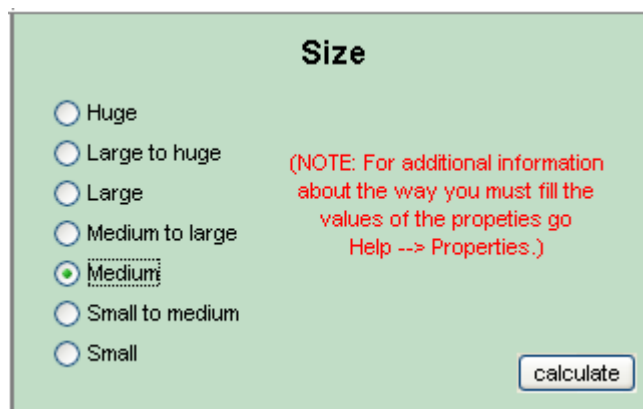 Size
Huge
Large to huge
Large
Medium to large
Medium
Small to medium
Small
(NOTE: For additional information
about the way you must fill the
values of the propeties go
Help --> Properties.)
calculate